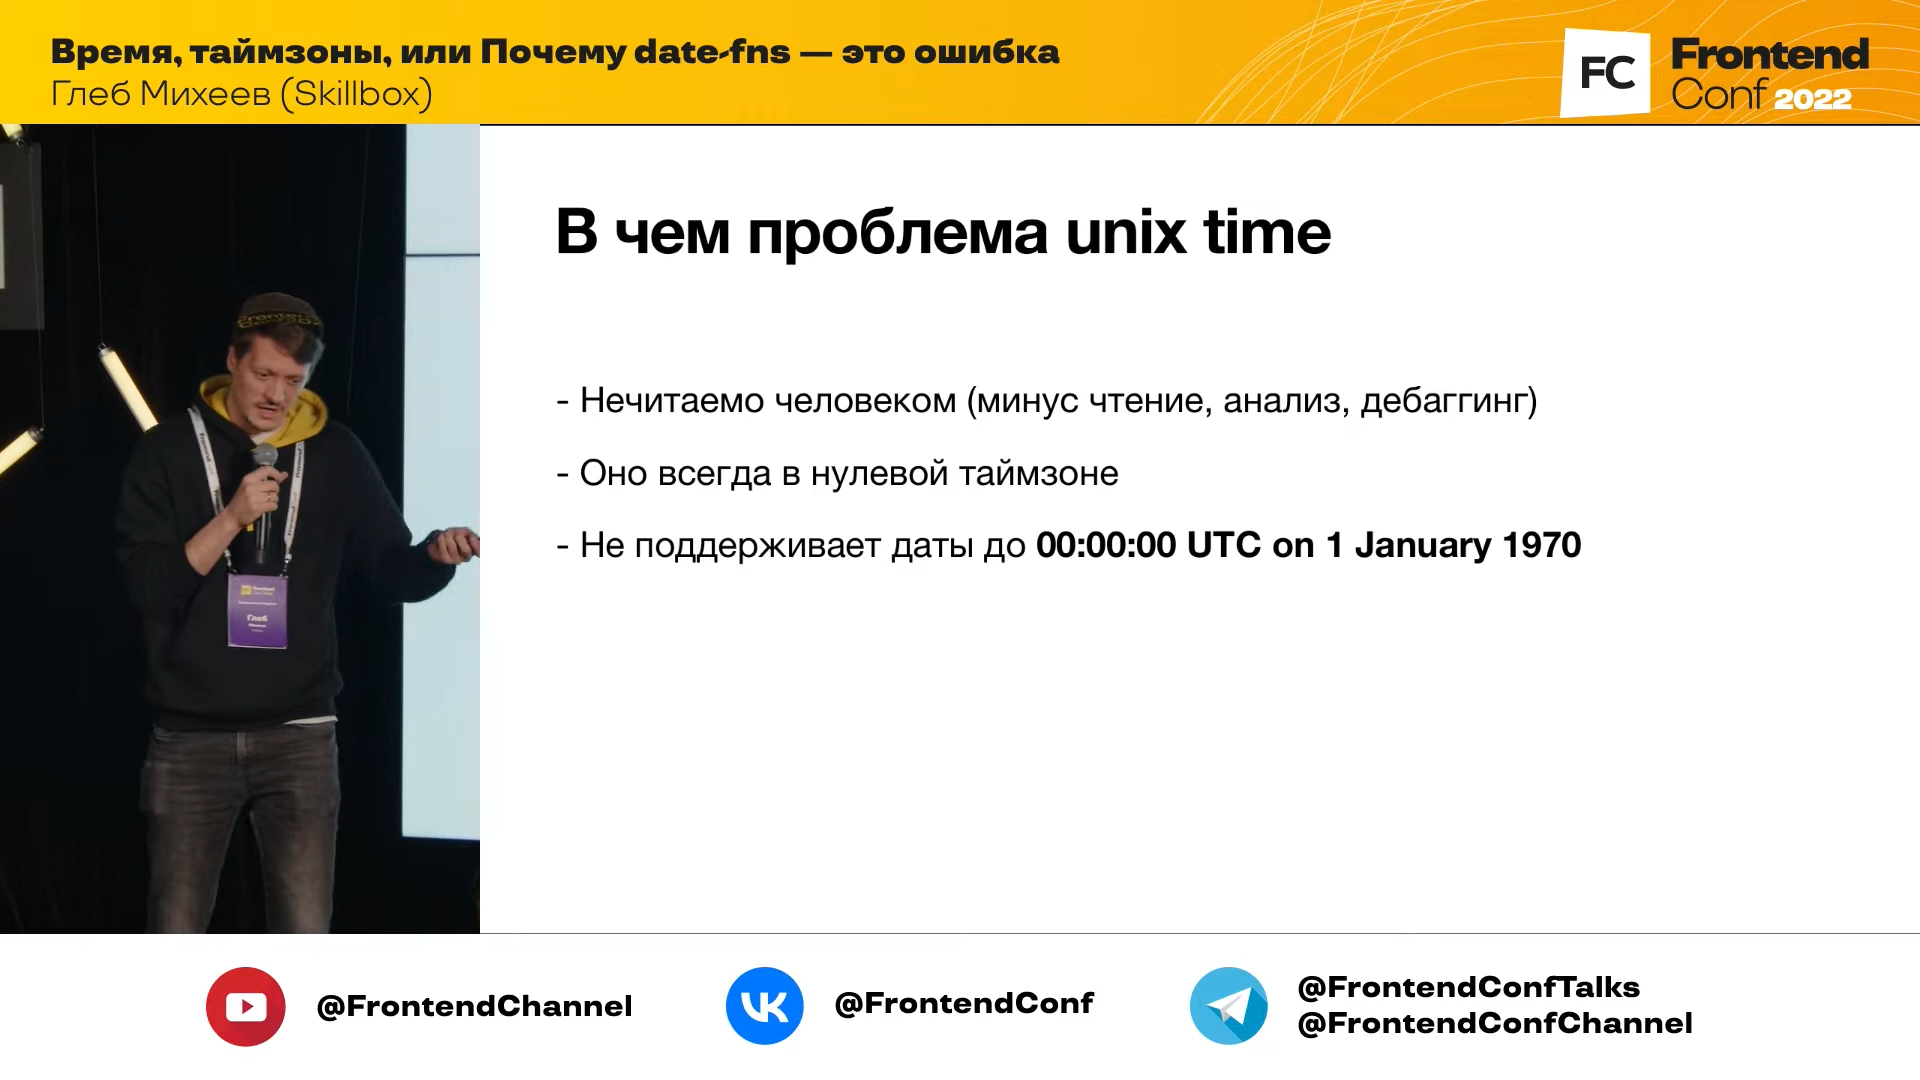 Время, таймзоны, или Почему date-fns — это ошибка
Глеб Михеев (Skillbox)
FC
Frontend
Conf 2022
В чем проблема unix time
- Нечитаемо человеком (минус чтение, анализ, дебаггинг)
- Оно всегда в нулевой таймзоне
- Не поддерживает даты до 00:00:00 UTC on 1 January 1970
Глеб
@FrontendChannel
@FrontendConf
@FrontendConfTalks
@FrontendConfChannel